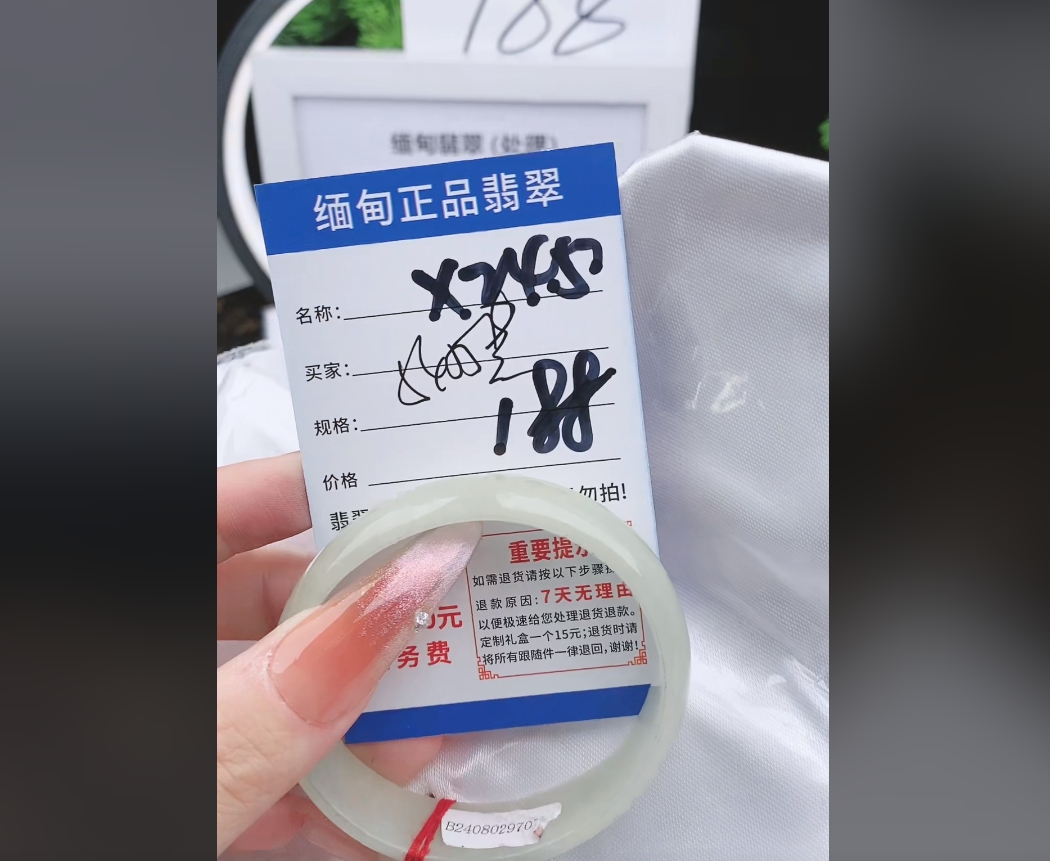 188
缅甸翡翠(处理)
缅甸正品翡翠
名称:
买家:
188
规格:
价格
翡翠
勿拍!
重要提示
如需退货请按以下步骤
退款原因:7天无理由
以便极速给您处理退货退款。
定制礼盒一个15元;退货时请
将所有跟随件一律退回,谢谢!
元
务费
B240802970